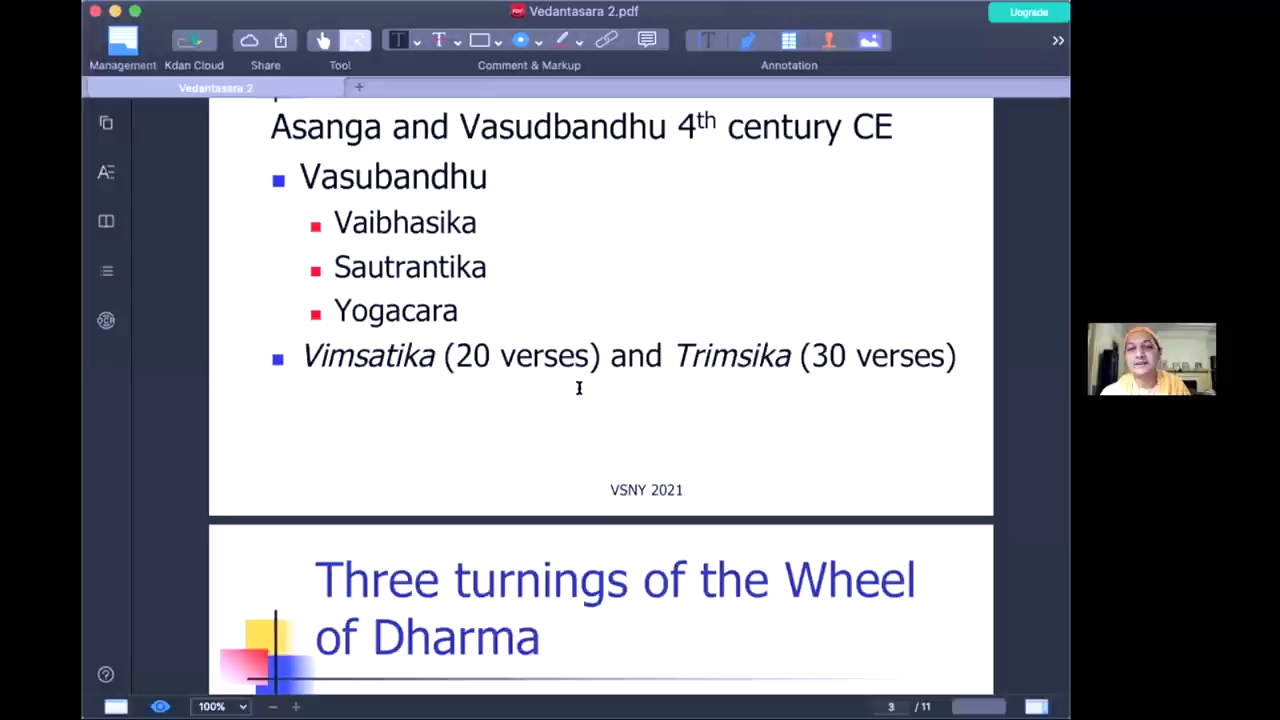 Vedantasara 2.pdf
Upgrade
Management Kdan Cloud Share Tool Comment & Markup Annotation
Vedantasara 2
Asanga and Vasudbandhu 4th century CE
Vasubandhu
Vaibhasika
Sautrantika
Yogacara
Vimsatika (20 verses) and Trimsika (30 verses)
VSNY 2021
Three turnings of the Wheel
of Dharma
100% 3 / 11